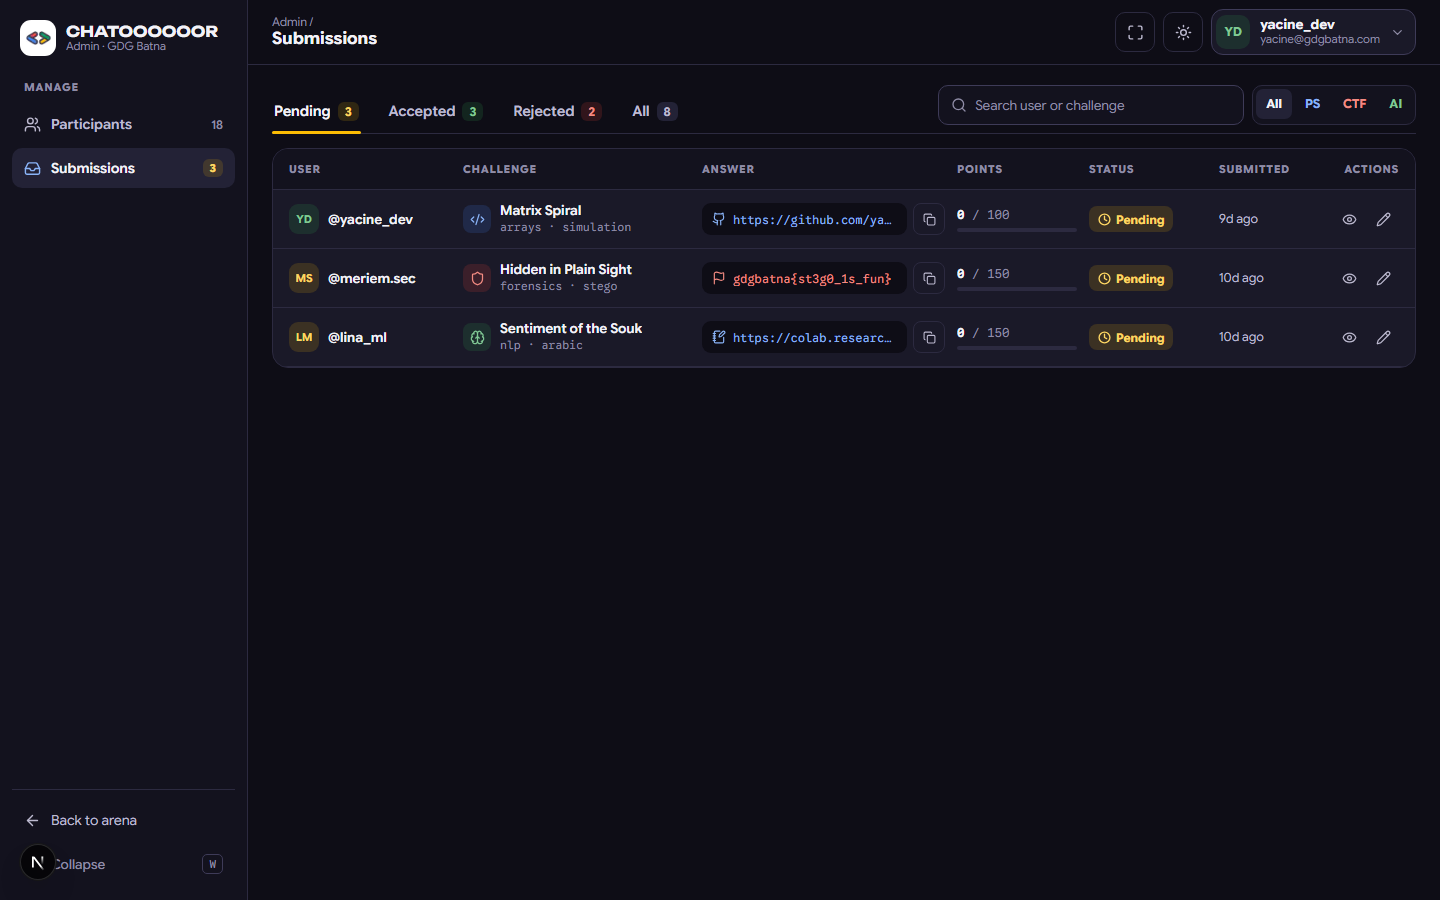 CHATOOOOOOR
Admin · GDG Batna
MANAGE
Participants 18
Submissions 3
Back to arena
N
Collapse W
Admin /
Submissions
YD
yacine_dev
yacine@gdgbatna.com
Pending 3
Accepted 3
Rejected 2
All 8
Search user or challenge
All PS CTF AI
USER CHALLENGE ANSWER POINTS STATUS SUBMITTED ACTIONS
YD @yacine_dev
Matrix Spiral
arrays · simulation
https://github.com/ya…
0 / 100
Pending
9d ago
MS @meriem.sec
Hidden in Plain Sight
forensics · stego
gdgbatna{st3g0_1s_fun}
0 / 150
Pending
10d ago
LM @lina_ml
Sentiment of the Souk
nlp · arabic
https://colab.researc…
0 / 150
Pending
10d ago